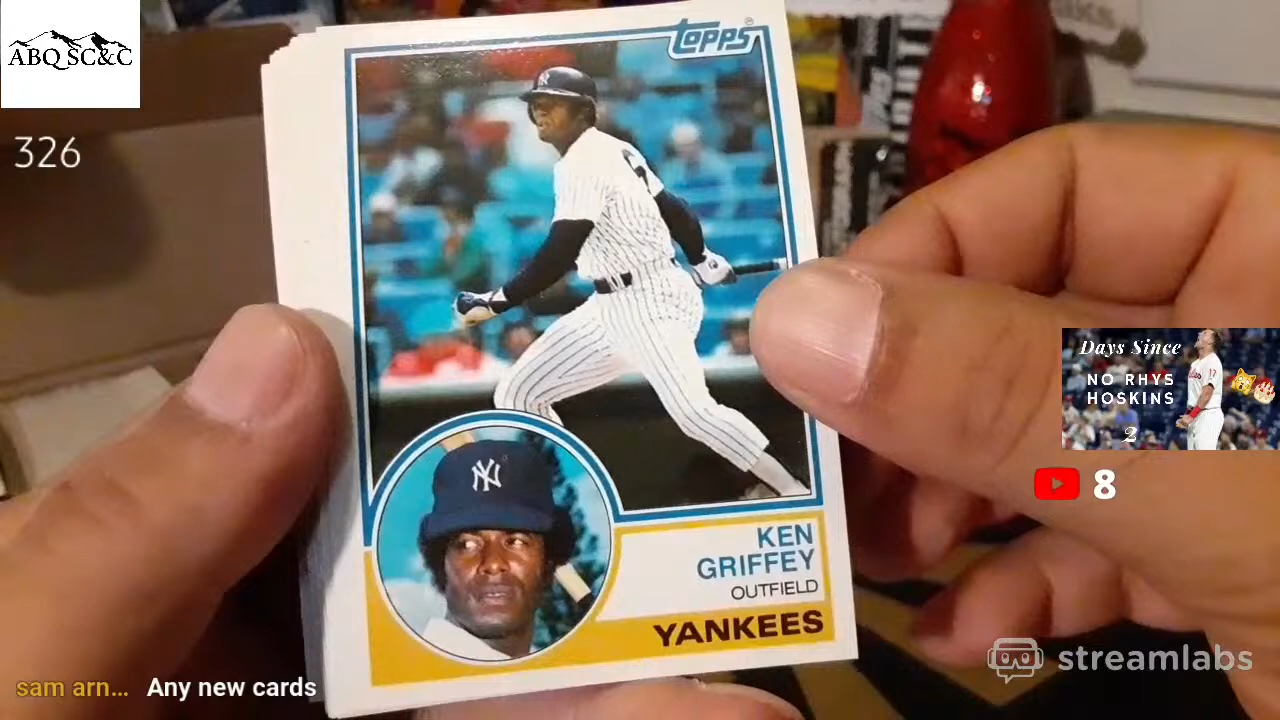 ABQ SC&C
326
topps
KEN
GRIFFEY
OUTFIELD
YANKEES
NY
Days Since
NO RHYS
HOSKINS
2
8
streamlabs
sam arn... Any new cards